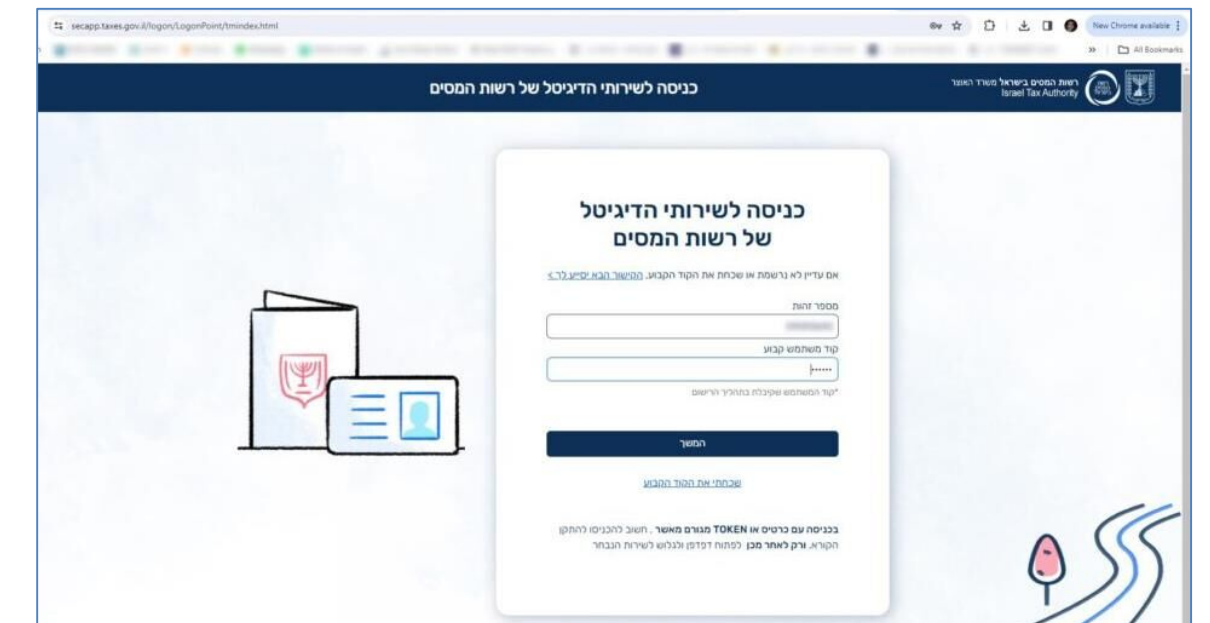 secapp.taxes.gov.il/logon/LogonPoint/tmindex.html
New Chrome available
All Bookmarks
כניסה לשירותי הדיגיטל של רשות המסים
רשות המסים בישראל משרד האוצר
Israel Tax Authority
כניסה לשירותי הדיגיטל
של רשות המסים
אם עדיין לא נרשמת או שכחת את הקוד הקבוע, הקישור הבא יסייע לך >
מספר זהות
קוד משתמש קבוע
*קוד המשתמש שקיבלת בתהליך הרישום
המשך
שכחתי את הקוד הקבוע
בכניסה עם כרטיס או TOKEN מגורם מאשר , חשוב להכניסו להתקן
הקורא, ורק לאחר מכן לפתוח דפדפן ולגלוש לשירות הנבחר